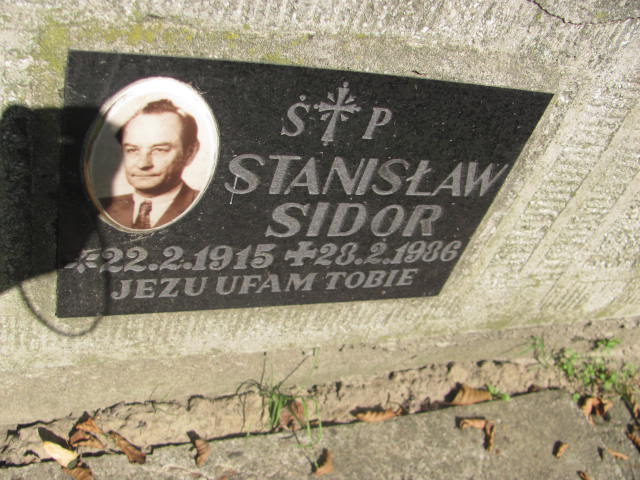 Ś P
STANISŁAW
SIDOR
*22.2.1915 ✝28.2.1986
JEZU UFAM TOBIE